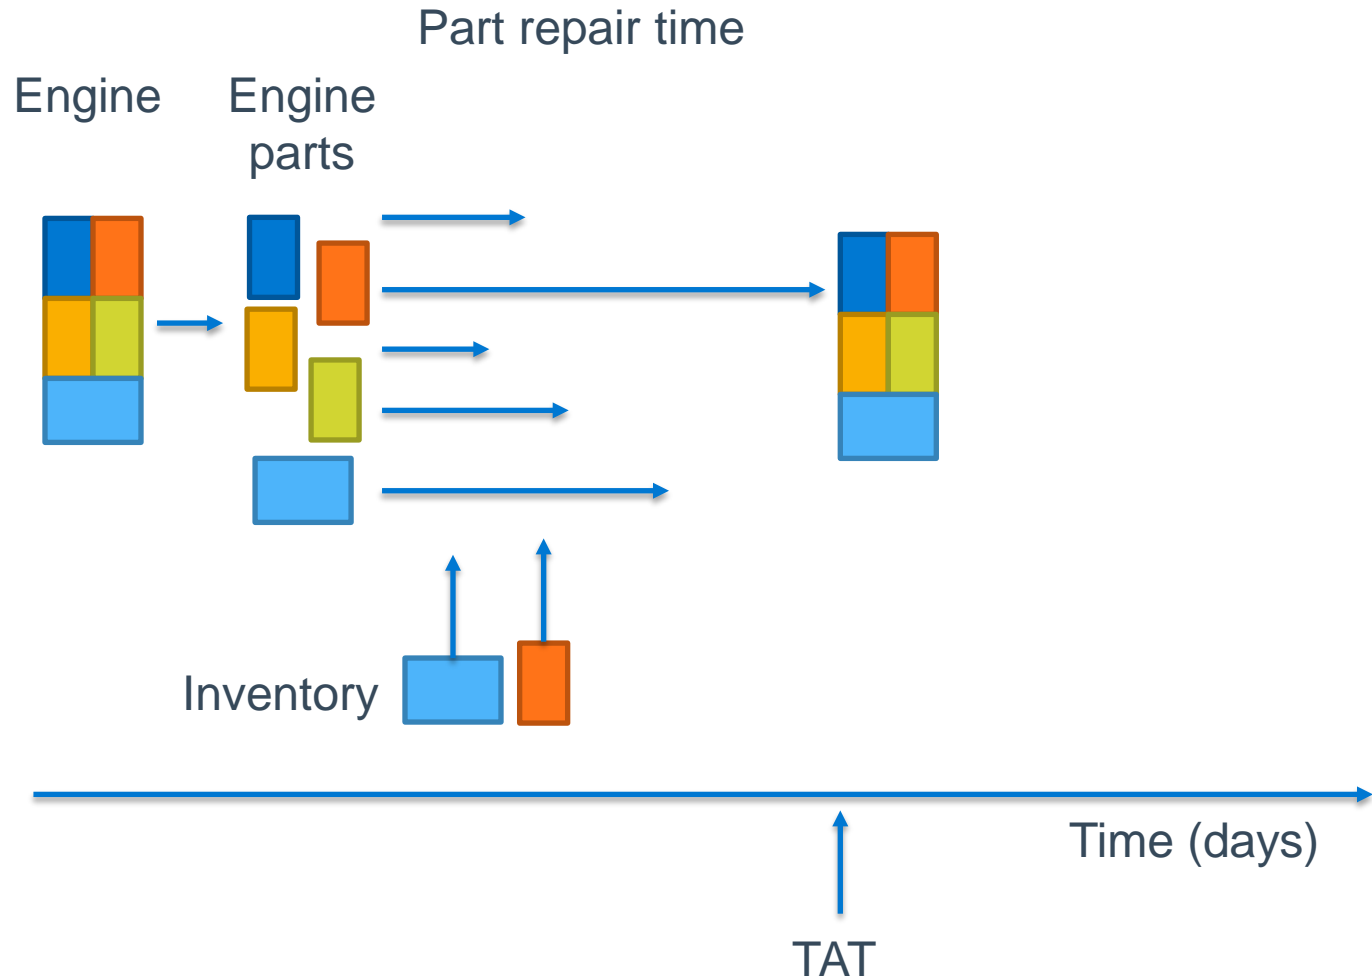 Part repair time
Engine
Engine
parts
Inventory
Time (days)
TAT